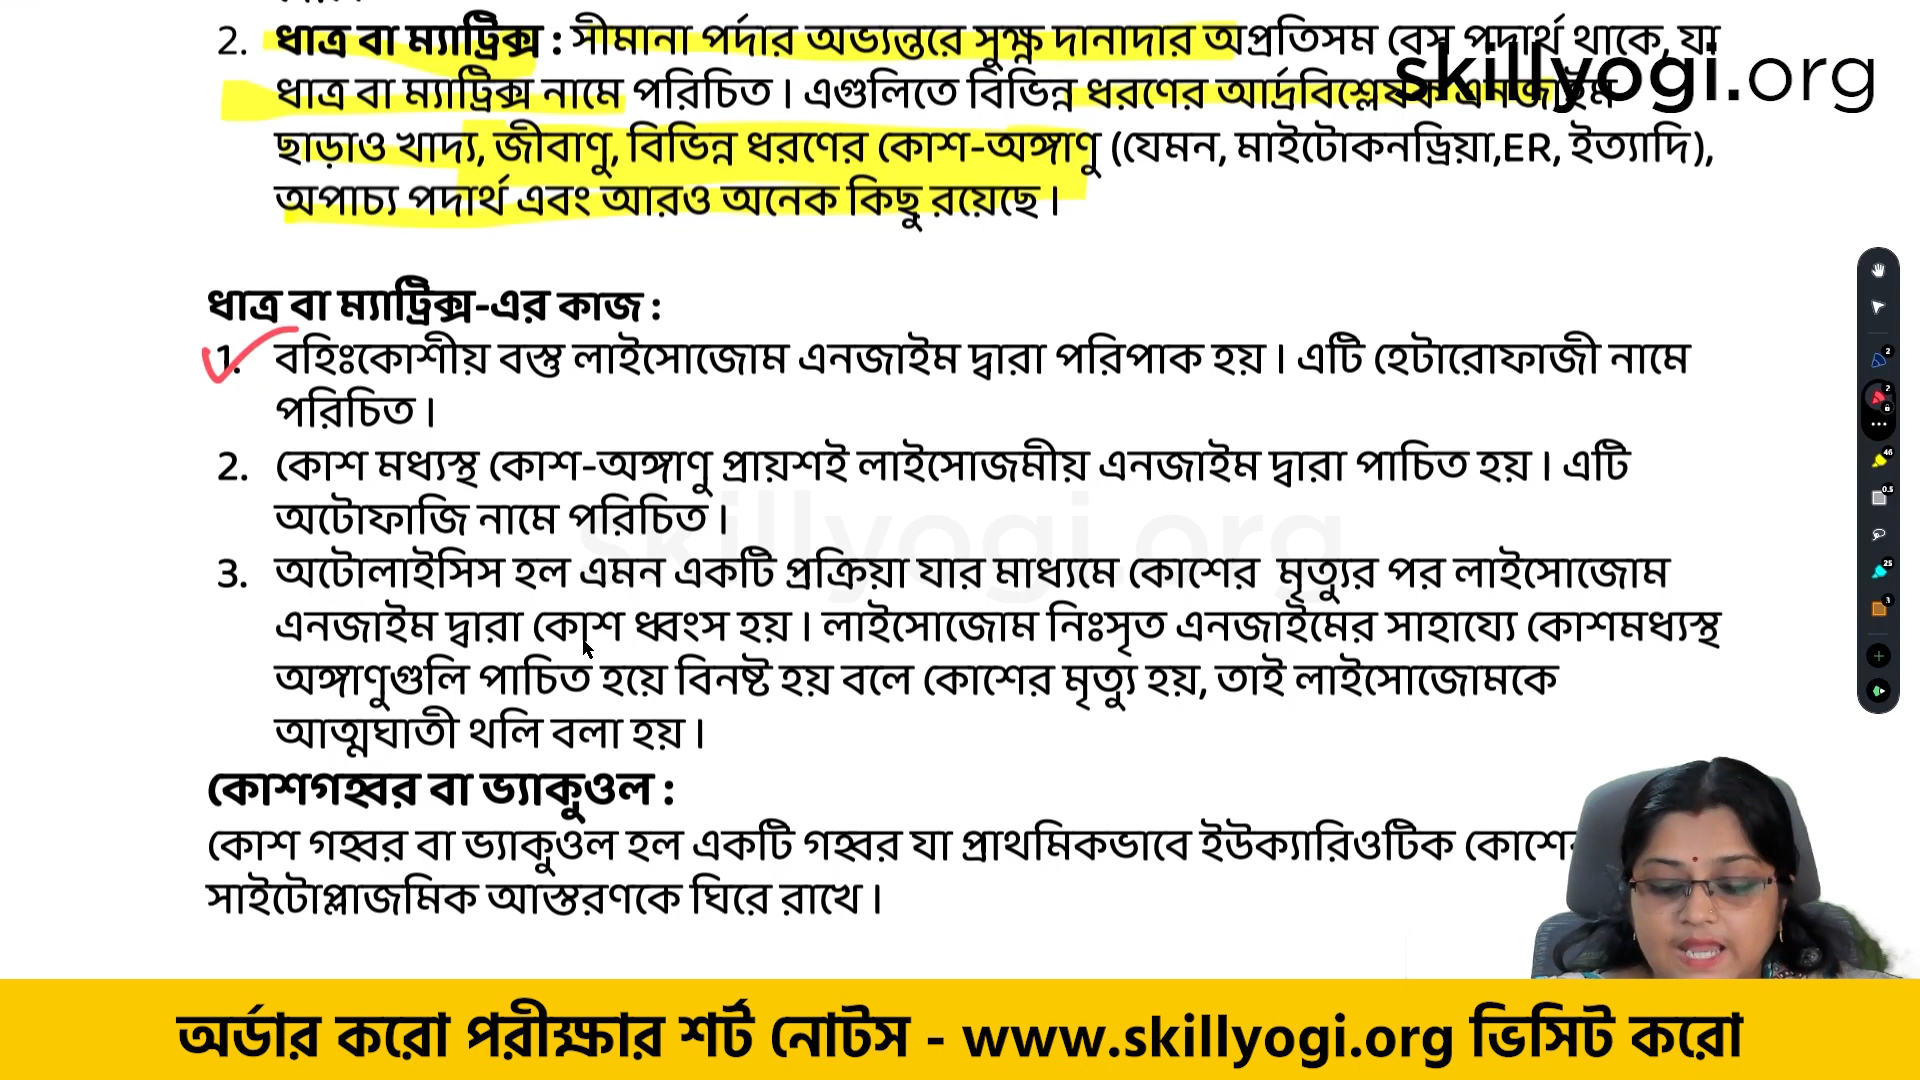 2. ধাত্র বা ম্যাট্রিক্স : সীমানা পর্দার অভ্যন্তরে সুক্ষ্ম দানাদার অপ্রতিসম বেস পদার্থ থাকে, যা
skillyogi.org
ধাত্র বা ম্যাট্রিক্স নামে পরিচিত। এগুলিতে বিভিন্ন ধরণের আর্দ্রবিশ্লেষক এনজাইম
ছাড়াও খাদ্য, জীবাণু, বিভিন্ন ধরণের কোশ-অঙ্গাণু (যেমন, মাইটোকনড্রিয়া,ER, ইত্যাদি),
অপাচ্য পদার্থ এবং আরও অনেক কিছু রয়েছে।
ধাত্র বা ম্যাট্রিক্স-এর কাজ :
1. বহিঃকোশীয় বস্তু লাইসোজোম এনজাইম দ্বারা পরিপাক হয়। এটি হেটারোফাজী নামে
পরিচিত।
2. কোশ মধ্যস্থ কোশ-অঙ্গাণু প্রায়শই লাইসোজমীয় এনজাইম দ্বারা পাচিত হয়। এটি
অটোফাজি নামে পরিচিত।
skillyogi.org
3. অটোলাইসিস হল এমন একটি প্রক্রিয়া যার মাধ্যমে কোশের মৃত্যুর পর লাইসোজোম
এনজাইম দ্বারা কোশ ধ্বংস হয়। লাইসোজোম নিঃসৃত এনজাইমের সাহায্যে কোশমধ্যস্থ
অঙ্গাণুগুলি পাচিত হয়ে বিনষ্ট হয় বলে কোশের মৃত্যু হয়, তাই লাইসোজোমকে
আত্মঘাতী থলি বলা হয়।
কোশগহ্বর বা ভ্যাকুওল :
কোশ গহ্বর বা ভ্যাকুওল হল একটি গহ্বর যা প্রাথমিকভাবে ইউক্যারিওটিক
সাইটোপ্লাজমিক আস্তরণকে ঘিরে রাখে।
অর্ডার করো পরীক্ষার শর্ট নোটস - www.skillyogi.org ভিসিট করো